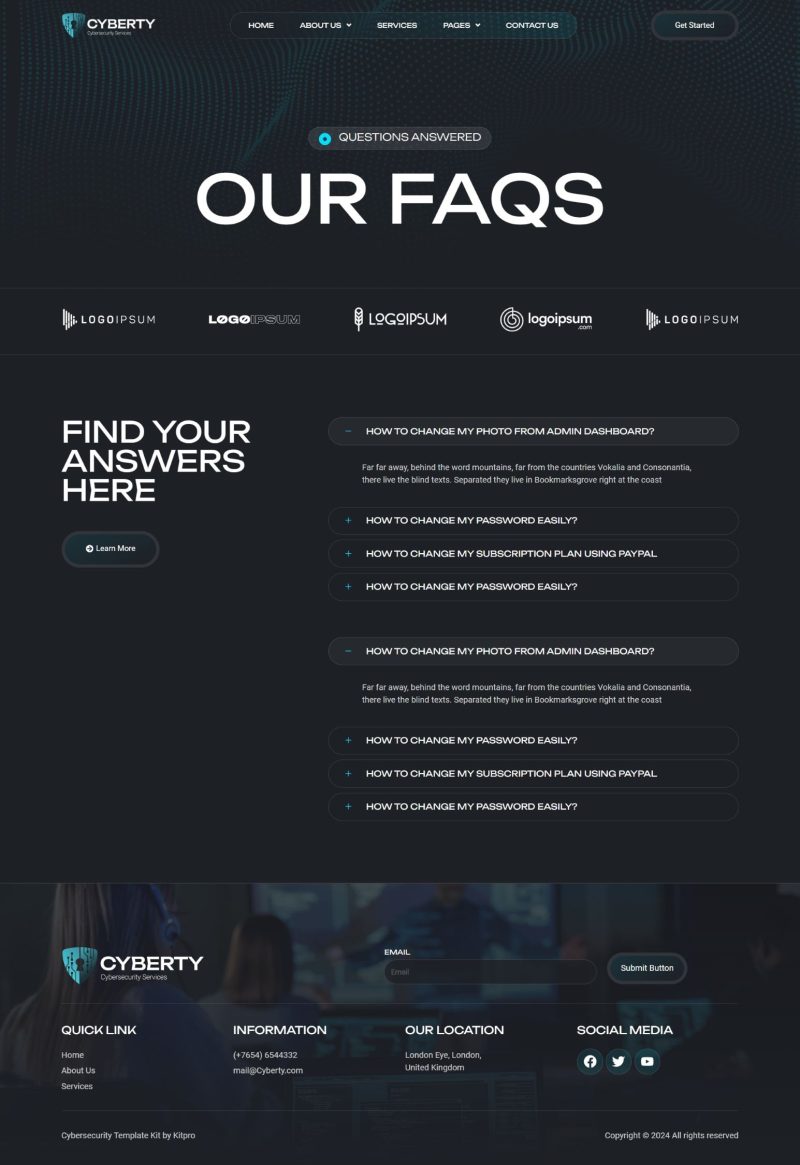 CYBERTY
Cybersecurity Services
HOME
ABOUT US
SERVICES
PAGES
CONTACT US
Get Started
QUESTIONS ANSWERED
OUR FAQS
LOGOIPSUM
LOGOIPSUM
LOGOIPSUM
logoipsum
.com
LOGOIPSUM
FIND YOUR
ANSWERS
HERE
Learn More
HOW TO CHANGE MY PHOTO FROM ADMIN DASHBOARD?
Far far away, behind the word mountains, far from the countries Vokalia and Consonantia,
there live the blind texts. Separated they live in Bookmarksgrove right at the coast
HOW TO CHANGE MY PASSWORD EASILY?
HOW TO CHANGE MY SUBSCRIPTION PLAN USING PAYPAL
HOW TO CHANGE MY PASSWORD EASILY?
HOW TO CHANGE MY PHOTO FROM ADMIN DASHBOARD?
Far far away, behind the word mountains, far from the countries Vokalia and Consonantia,
there live the blind texts. Separated they live in Bookmarksgrove right at the coast
HOW TO CHANGE MY PASSWORD EASILY?
HOW TO CHANGE MY SUBSCRIPTION PLAN USING PAYPAL
HOW TO CHANGE MY PASSWORD EASILY?
CYBERTY
Cybersecurity Services
EMAIL
Email
Submit Button
QUICK LINK
Home
About Us
Services
INFORMATION
(+7654) 6544332
mail@Cyberty.com
OUR LOCATION
London Eye, London,
United Kingdom
SOCIAL MEDIA
Cybersecurity Template Kit by Kitpro
Copyright © 2024 All rights reserved